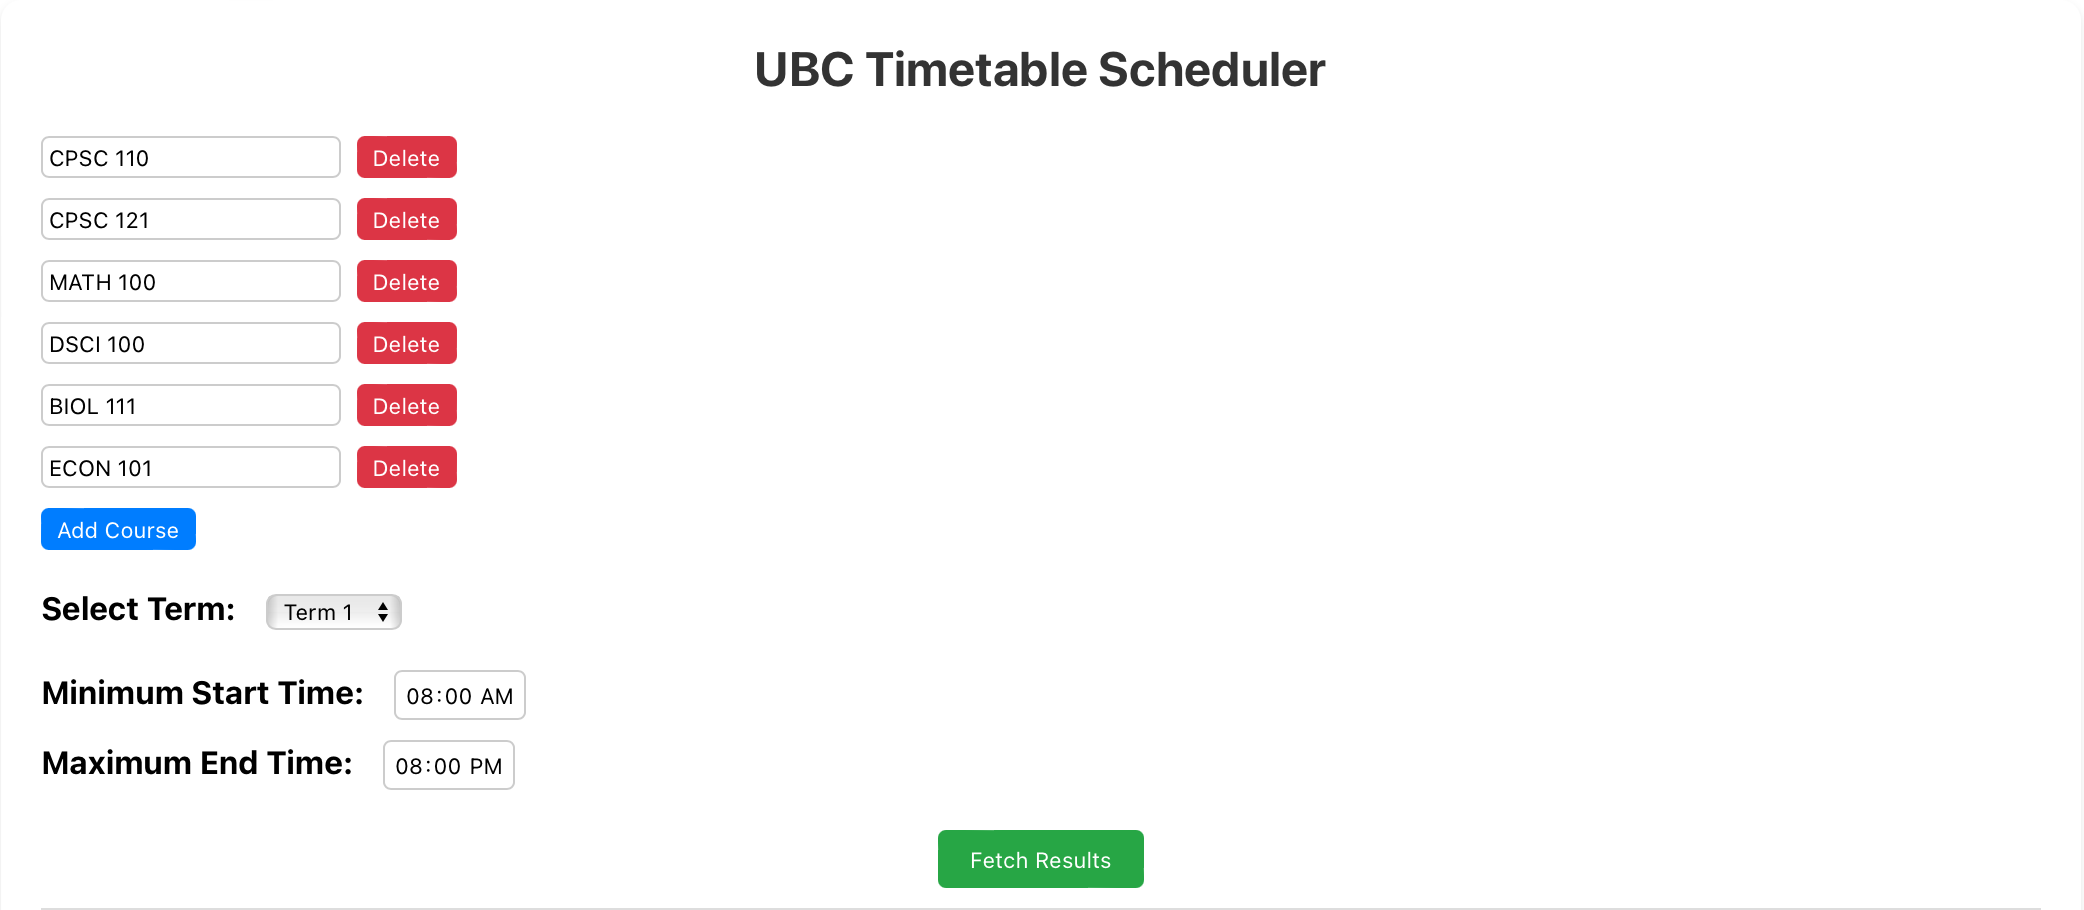 UBC Timetable Scheduler
CPSC 110 Delete
CPSC 121 Delete
MATH 100 Delete
DSCI 100 Delete
BIOL 111 Delete
ECON 101 Delete
Add Course
Select Term: Term 1
Minimum Start Time: 08:00 AM
Maximum End Time: 08:00 PM
Fetch Results